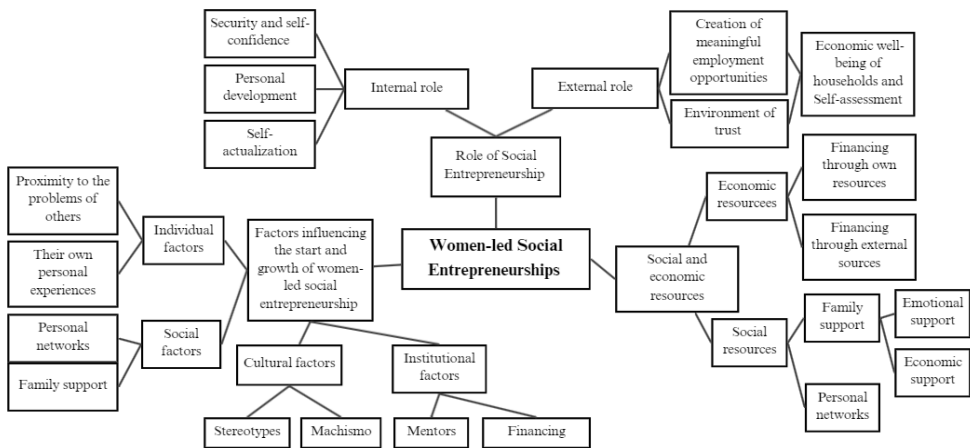 Security and self-
confidence
Personal
development
Self-
actualization
Internal role
External role
Creation of
meaningful
employment
opportunities
Environment of
trust
Economic well-
being of
households and
Self-assessment
Role of Social
Entrepreneurship
Women-led Social
Entrepreneurships
Proximity to the
problems of
others
Their own
personal
experiences
Individual
factors
Personal
networks
Family support
Social
factors
Factors influencing
the start and
growth of women-
led social
entrepreneurship
Cultural factors
Institutional
factors
Stereotypes
Machismo
Mentors
Financing
Social and
economic
resources
Economic
resourcees
Financing
through own
resources
Financing
through external
sources
Social
resources
Family
support
Emotional
support
Economic
support
Personal
networks